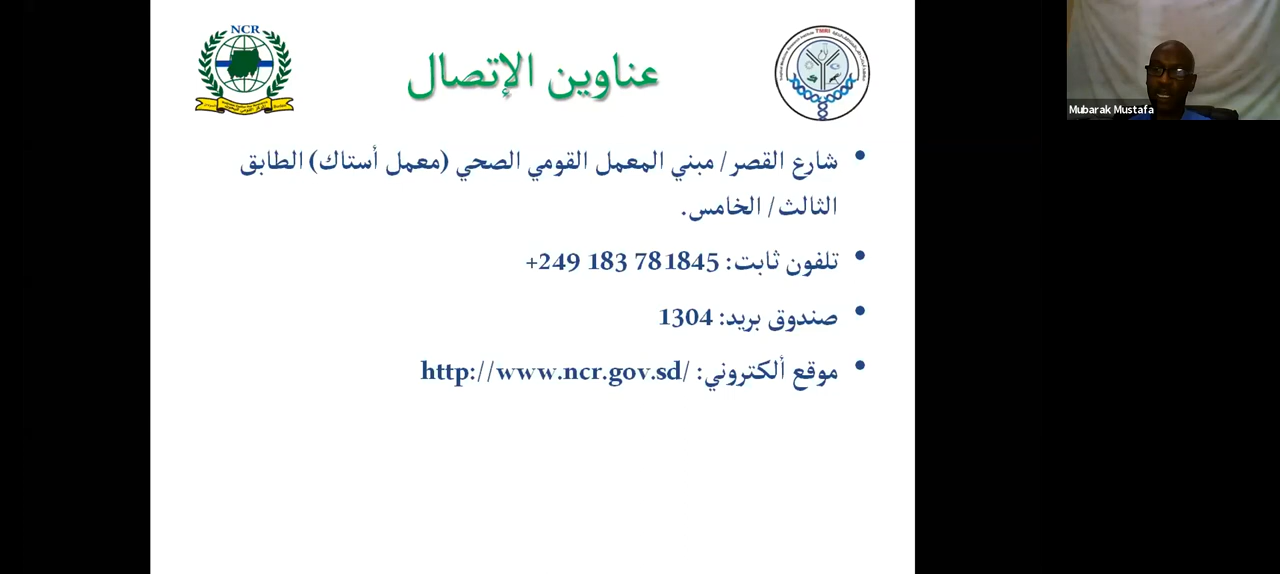 NCR
TMRI
عناوين الإتصال
Mubarak Mustafa
• شارع القصر/ مبني المعمل القومي الصحي (معمل أستاك) الطابق
الثالث/ الخامس.
• تلفون ثابت: 781845 183 249+
• صندوق بريد: 1304
• موقع ألكتروني: http://www.ncr.gov.sd/